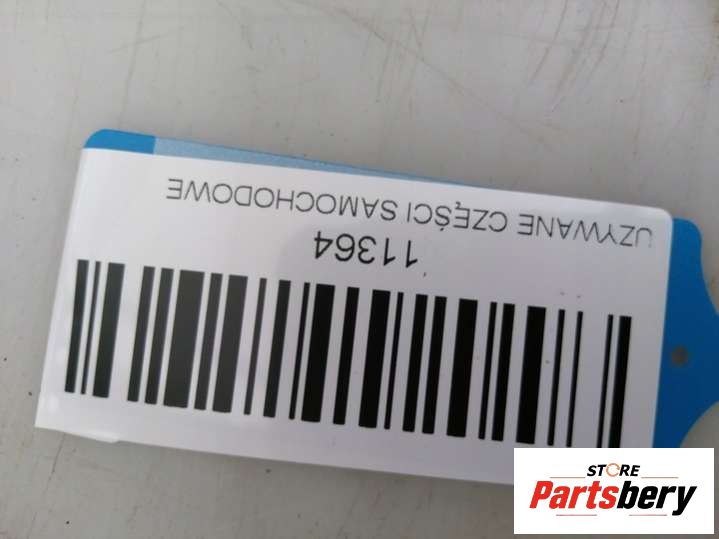 UŻYWANE CZĘŚCI SAMOCHODOWE
11364
STORE
Partsbery